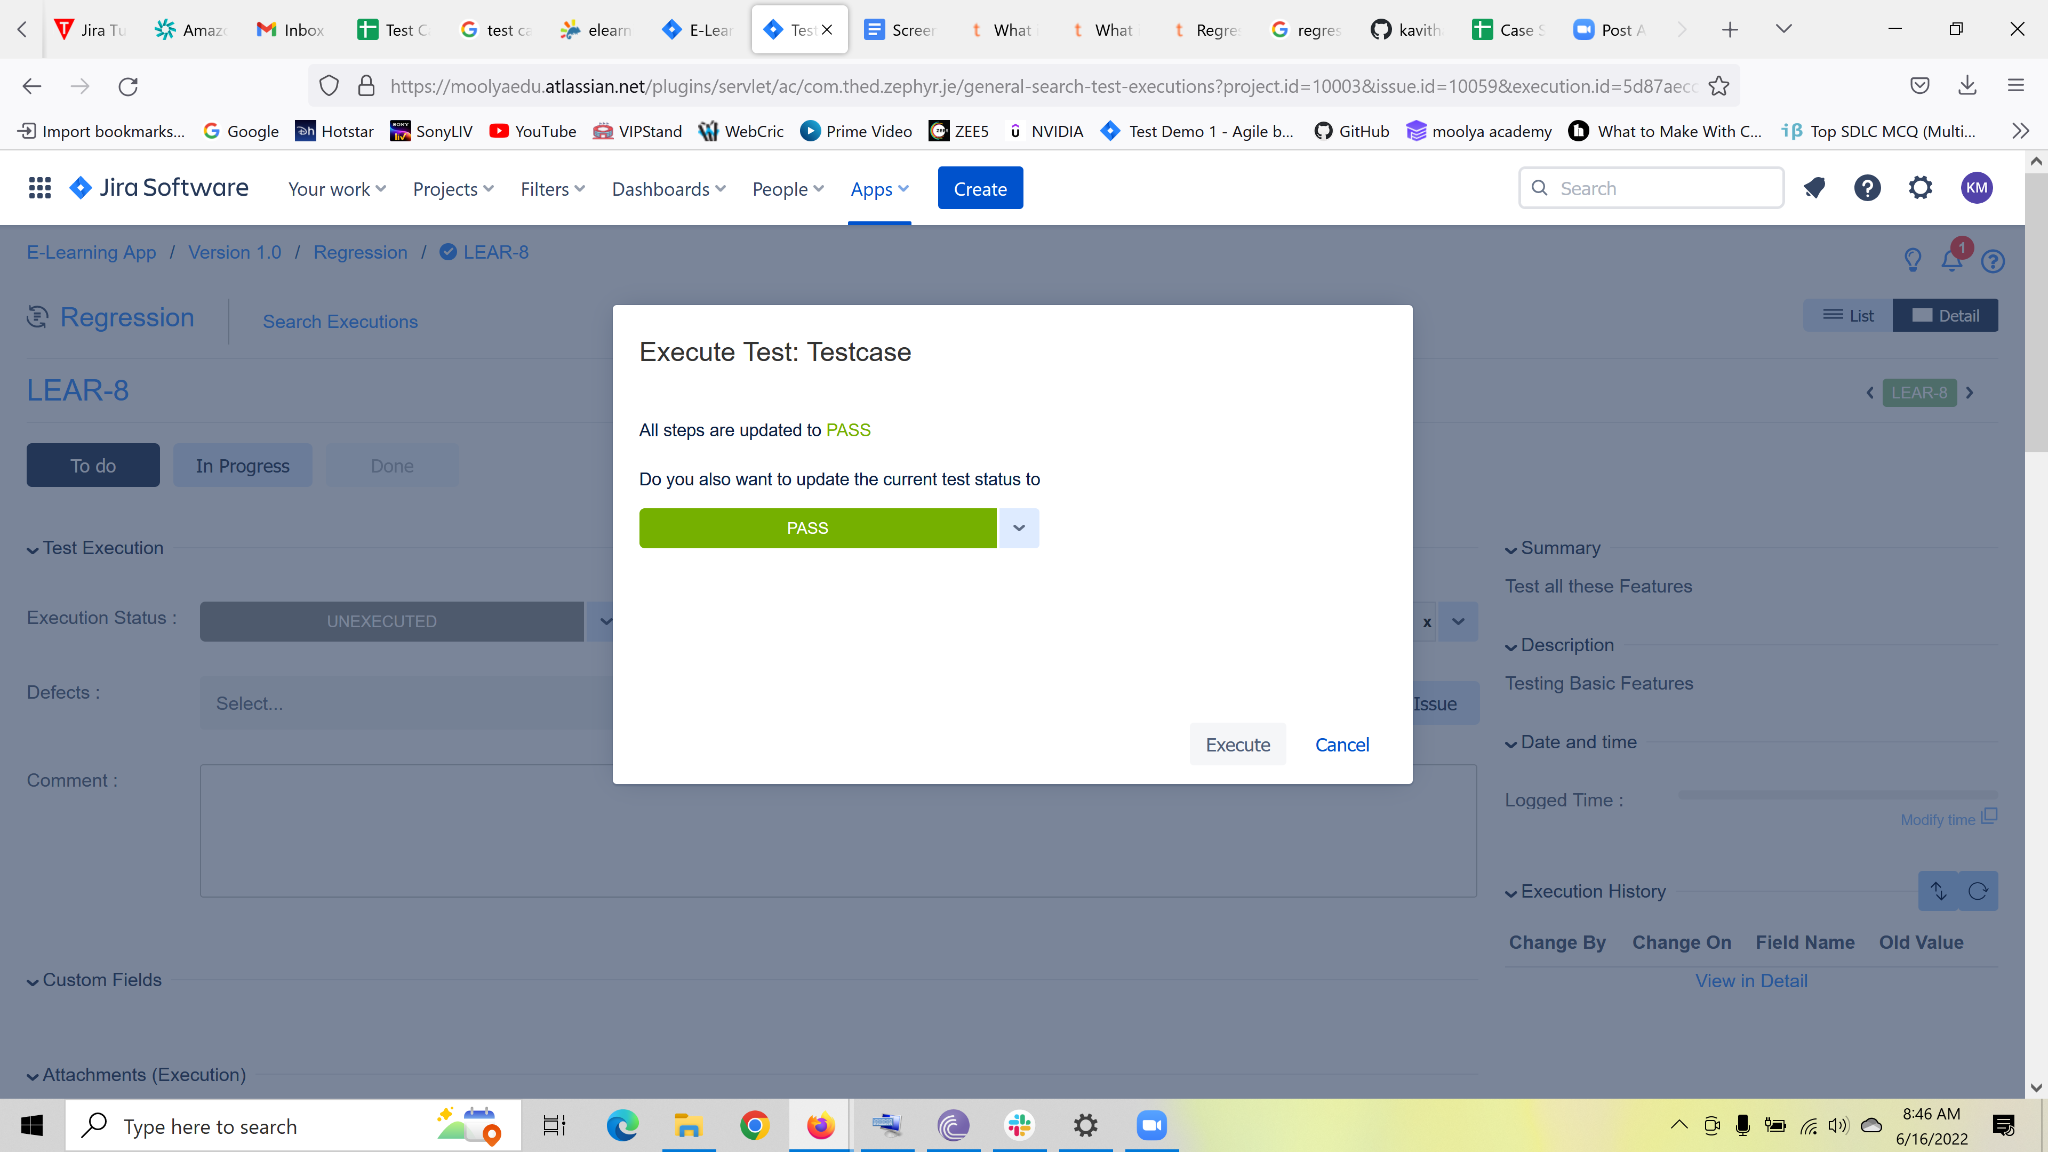 Jira Tu
Amaz
Inbox
Test C
test ca
elearn
E-Lear
Tes
Screen
What
What
Regre
regres
kavith
Case S
Post A
https://moolyaedu.atlassian.net/plugins/servlet/ac/com.thed.zephyr.je/general-search-test-executions?project.id=10003&issue.id=10059&execution.id=5d87aecc
Import bookmarks...
Google
Hotstar
SonyLIV
YouTube
VIPStand
WebCric
Prime Video
ZEE5
NVIDIA
Test Demo 1 - Agile b...
GitHub
moolya academy
What to Make With C...
Top SDLC MCQ (Multi...
Jira Software
Your work
Projects
Filters
Dashboards
People
Apps
Create
Search
KM
E-Learning App / Version 1.0 / Regression / LEAR-8
1
Regression
Search Executions
List
Detail
LEAR-8
LEAR-8
To do
In Progress
Done
Execute Test: Testcase
All steps are updated to PASS
Do you also want to update the current test status to
PASS
Execute
Cancel
Test Execution
Execution Status :
UNEXECUTED
x
Defects :
Select...
Issue
Comment :
Custom Fields
Attachments (Execution)
Summary
Test all these Features
Description
Testing Basic Features
Date and time
Logged Time :
Modify time
Execution History
Change By Change On Field Name Old Value
View in Detail
Type here to search
8:46 AM
6/16/2022